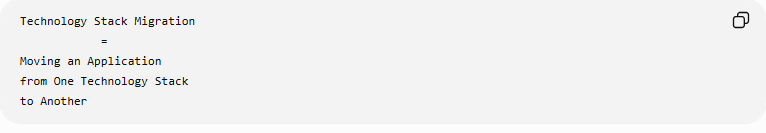 Technology Stack Migration
=
Moving an Application
from One Technology Stack
to Another